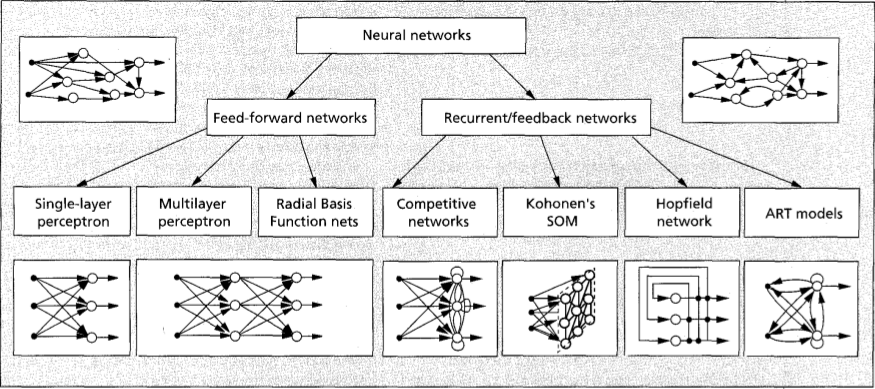 Neural networks
Feed-forward networks
Recurrent/feedback networks
Single-layer
perceptron
Multilayer
perceptron
Radial Basis
Function nets
Competitive
networks
Kohonen's
SOM
Hopfield
network
ART models